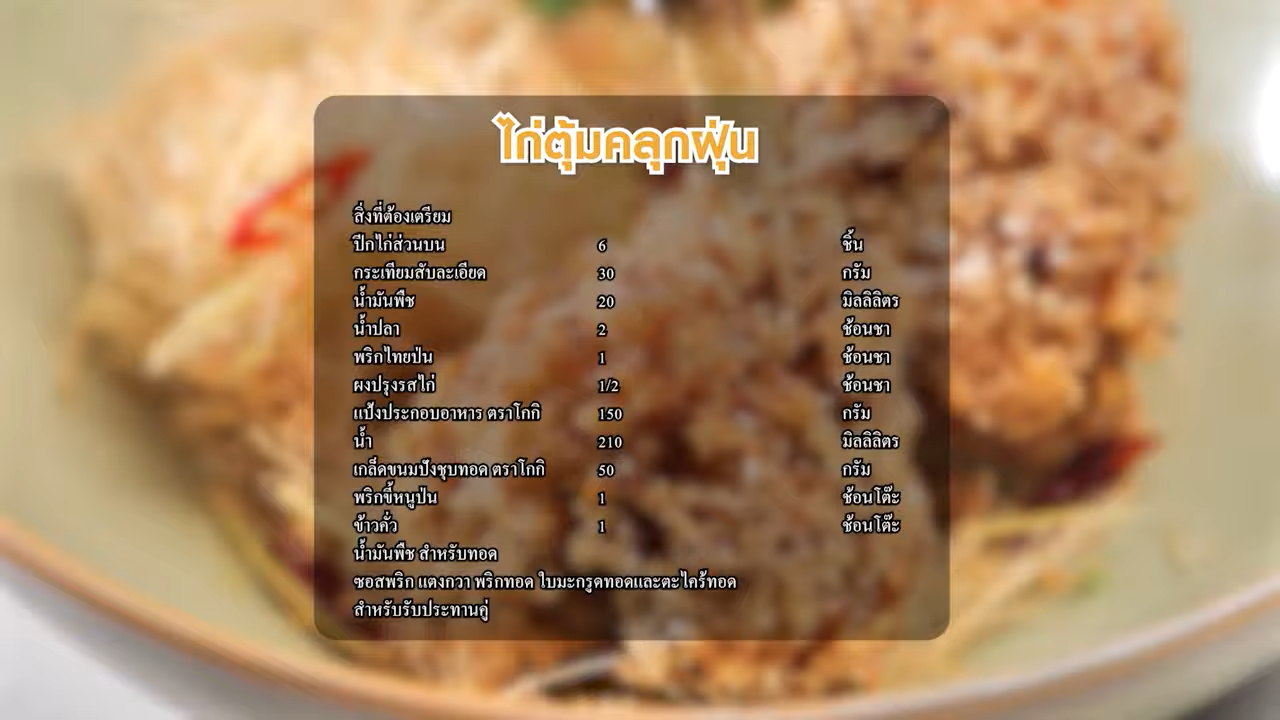 ไก่ตุ้มคลุกฝุ่น
สิ่งที่ต้องเตรียม
ปีกไก่ส่วนบน 6 ชิ้น
กระเทียมสับละเอียด 30 กรัม
น้ำมันพืช 20 มิลลิลิตร
น้ำปลา 2 ช้อนชา
พริกไทยป่น 1 ช้อนชา
ผงปรุงรสไก่ 1/2 ช้อนชา
แป้งประกอบอาหาร ตราโกกิ 150 กรัม
น้ำ 210 มิลลิลิตร
เกล็ดขนมปังชุบทอด ตราโกกิ 50 กรัม
พริกขี้หนูป่น 1 ช้อนโต๊ะ
ข้าวคั่ว 1 ช้อนโต๊ะ
น้ำมันพืช สำหรับทอด
ซอสพริก แตงกวา พริกทอด ใบมะกรูดทอดและตะไคร้ทอด
สำหรับรับประทานคู่